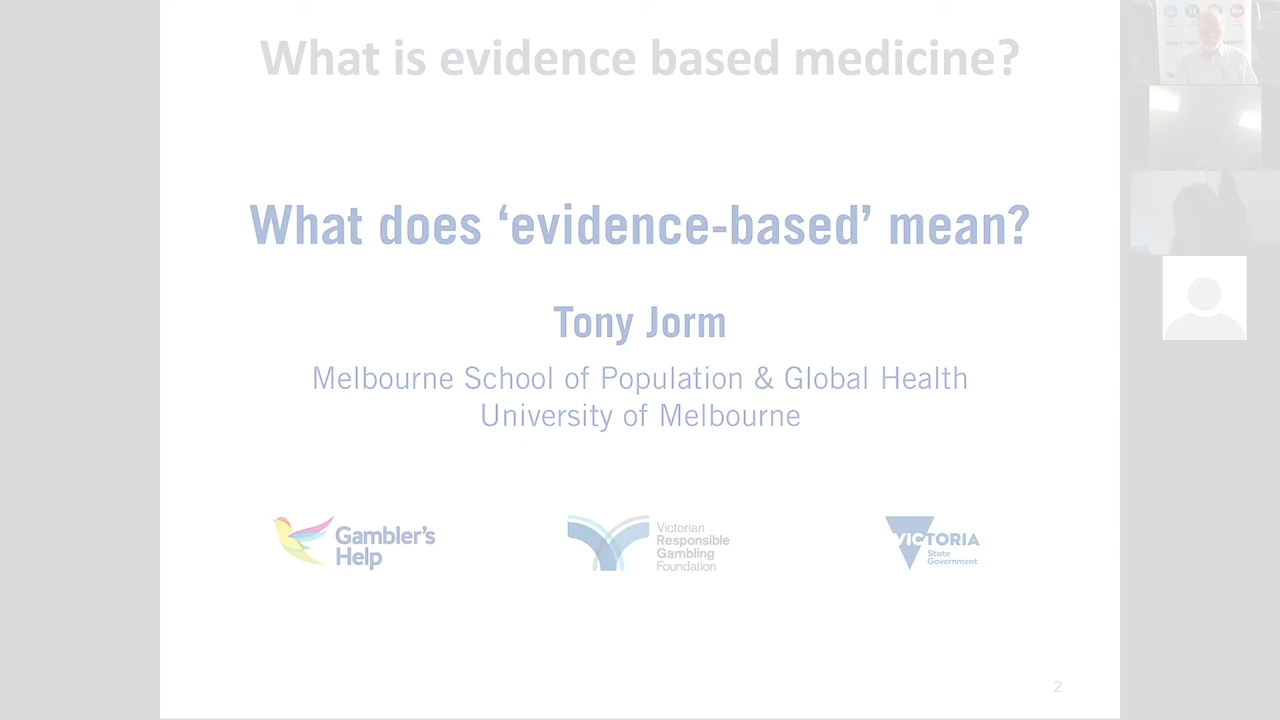 What is evidence based medicine?
What does ‘evidence-based’ mean?
Tony Jorm
Melbourne School of Population & Global Health
University of Melbourne
Gambler's
Help
Victorian
Responsible
Gambling
Foundation
VICTORIA
State
Government
2